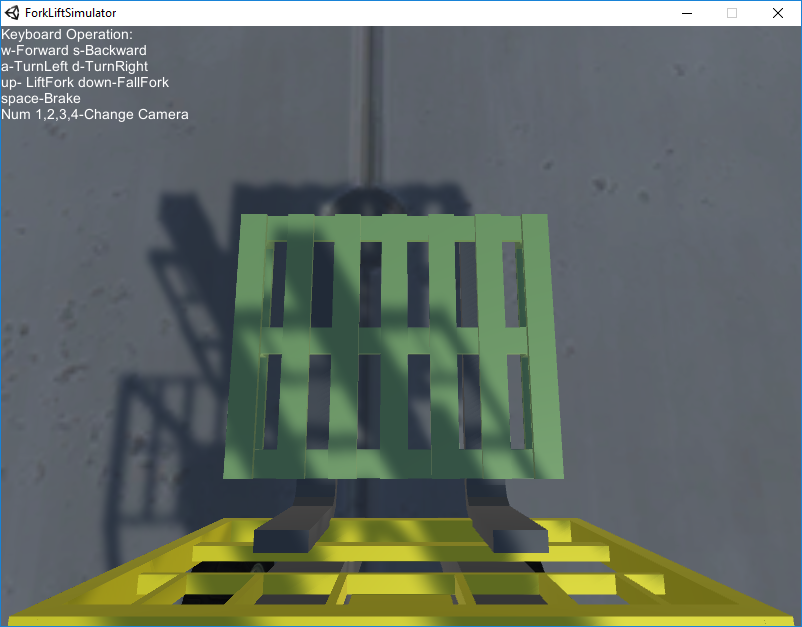 ForkLiftSimulator
Keyboard Operation:
w-Forward s-Backward
a-TurnLeft d-TurnRight
up- LiftFork down-FallFork
space-Brake
Num 1,2,3,4-Change Camera